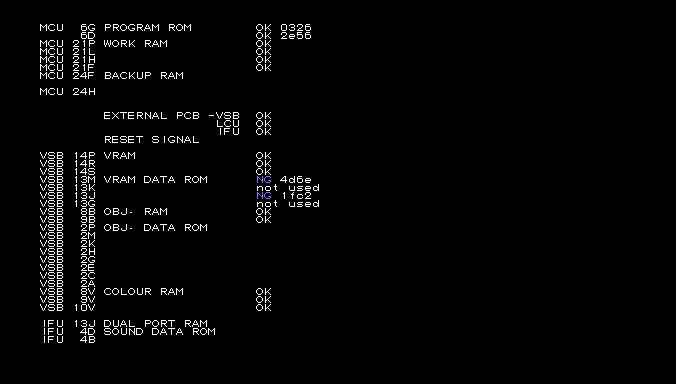 MCU 6G PROGRAM ROM OK 0326
6D OK 2e56
MCU 21P WORK RAM OK
MCU 21L OK
MCU 21H OK
MCU 21F OK
MCU 24F BACKUP RAM
MCU 24H
EXTERNAL PCB -VSB OK
LCU OK
IFU OK
RESET SIGNAL
VSB 14P VRAM OK
VSB 14R OK
VSB 14S OK
VSB 13M VRAM DATA ROM NG 4d6e
VSB 13K not used
VSB 13J NG 1fc2
VSB 13G not used
VSB 8B OBJ- RAM OK
VSB 9B OK
VSB 2P OBJ- DATA ROM
VSB 2M
VSB 2K
VSB 2H
VSB 2G
VSB 2E
VSB 2C
VSB 2A
VSB 8V COLOUR RAM OK
VSB 9V OK
VSB 10V OK
IFU 13J DUAL PORT RAM
IFU 4D SOUND DATA ROM
IFU 4B